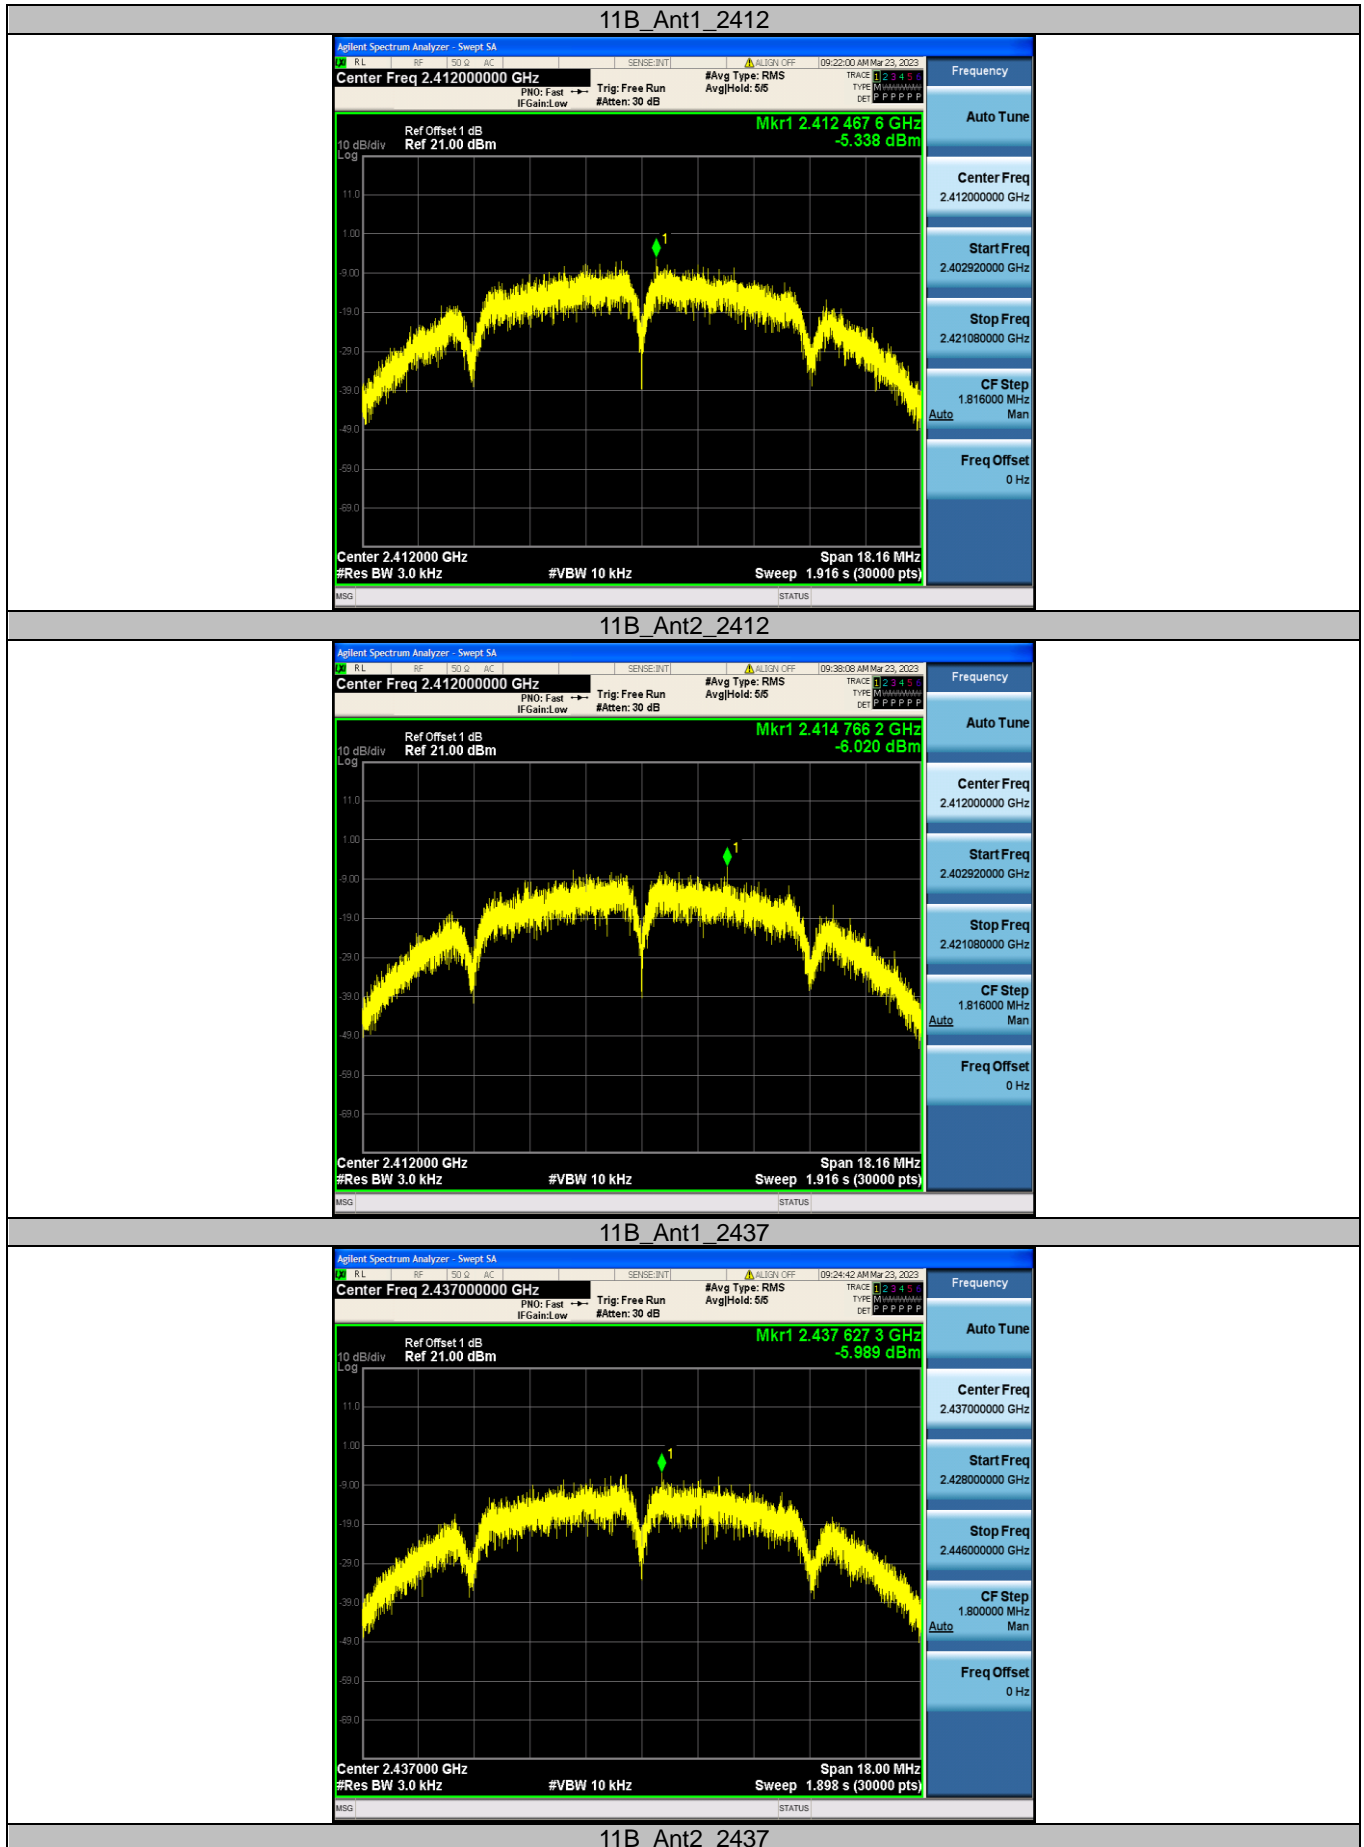 11B_Ant1_2412
Agilent Spectrum Analyzer - Swept SA
RL RF 50 Ω AC SENSE:INT ALIGN OFF 09:22:00 AM Mar 23, 2023
Center Freq 2.412000000 GHz #Avg Type: RMS TRACE 1 2 3 4 5 6
PNO: Fast Trig: Free Run Avg|Hold: 5/5 TYPE M
IFGain:Low #Atten: 30 dB DET P P P P P P
Frequency
Mkr1 2.412 467 6 GHz
-5.338 dBm
Ref Offset 1 dB
10 dB/div Ref 21.00 dBm
Log
11.0
1.00
-9.00
-19.0
-29.0
-39.0
-49.0
-59.0
-69.0
1
Center 2.412000 GHz Span 18.16 MHz
#Res BW 3.0 kHz #VBW 10 kHz Sweep 1.916 s (30000 pts)
MSG STATUS
Auto Tune
Center Freq
2.412000000 GHz
Start Freq
2.402920000 GHz
Stop Freq
2.421080000 GHz
CF Step
1.816000 MHz
Auto Man
Freq Offset
0 Hz
11B_Ant2_2412
Agilent Spectrum Analyzer - Swept SA
RL RF 50 Ω AC SENSE:INT ALIGN OFF 09:38:08 AM Mar 23, 2023
Center Freq 2.412000000 GHz #Avg Type: RMS TRACE 1 2 3 4 5 6
PNO: Fast Trig: Free Run Avg|Hold: 5/5 TYPE M
IFGain:Low #Atten: 30 dB DET P P P P P P
Frequency
Mkr1 2.414 766 2 GHz
-6.020 dBm
Ref Offset 1 dB
10 dB/div Ref 21.00 dBm
Log
11.0
1.00
-9.00
-19.0
-29.0
-39.0
-49.0
-59.0
-69.0
1
Center 2.412000 GHz Span 18.16 MHz
#Res BW 3.0 kHz #VBW 10 kHz Sweep 1.916 s (30000 pts)
MSG STATUS
Auto Tune
Center Freq
2.412000000 GHz
Start Freq
2.402920000 GHz
Stop Freq
2.421080000 GHz
CF Step
1.816000 MHz
Auto Man
Freq Offset
0 Hz
11B_Ant1_2437
Agilent Spectrum Analyzer - Swept SA
RL RF 50 Ω AC SENSE:INT ALIGN OFF 09:24:42 AM Mar 23, 2023
Center Freq 2.437000000 GHz #Avg Type: RMS TRACE 1 2 3 4 5 6
PNO: Fast Trig: Free Run Avg|Hold: 5/5 TYPE M
IFGain:Low #Atten: 30 dB DET P P P P P P
Frequency
Mkr1 2.437 627 3 GHz
-5.989 dBm
Ref Offset 1 dB
10 dB/div Ref 21.00 dBm
Log
11.0
1.00
-9.00
-19.0
-29.0
-39.0
-49.0
-59.0
-69.0
1
Center 2.437000 GHz Span 18.00 MHz
#Res BW 3.0 kHz #VBW 10 kHz Sweep 1.898 s (30000 pts)
MSG STATUS
Auto Tune
Center Freq
2.437000000 GHz
Start Freq
2.428000000 GHz
Stop Freq
2.446000000 GHz
CF Step
1.800000 MHz
Auto Man
Freq Offset
0 Hz
11B_Ant2_2437